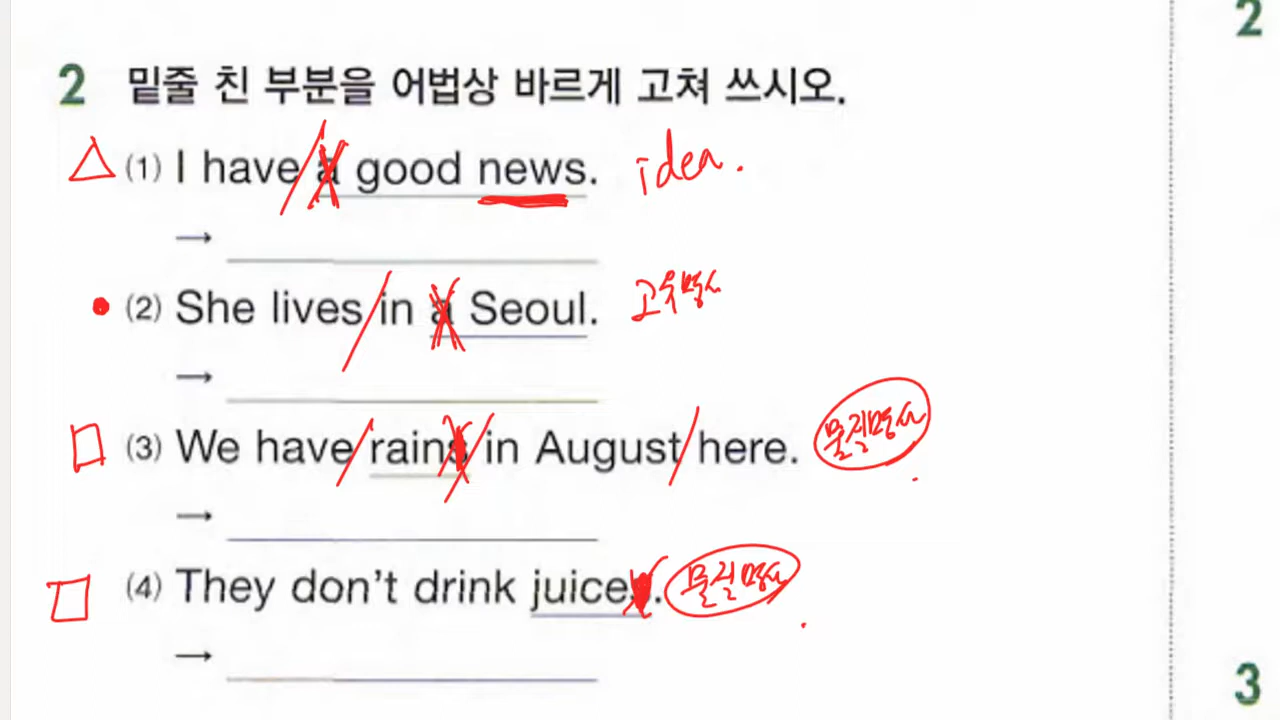 2
2 밑줄 친 부분을 어법상 바르게 고쳐 쓰시오.
(1) I have a good news. idea.
→
(2) She lives in a Seoul. 고유명사
→
(3) We have rains in August here. 물질명사
→
(4) They don't drink juices. 물질명사
→
3